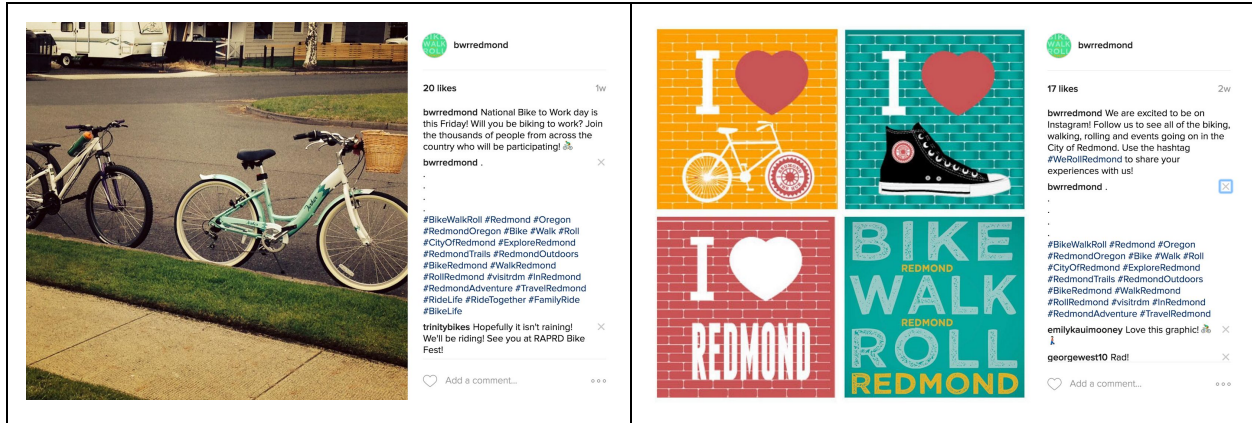 bwrredmond
20 likes
1w
bwrredmond National Bike to Work day is
this Friday! Will you be biking to work? Join
the thousands of people from across the
country who will be participating! 🚲
bwrredmond .
.
.
.
.
#BikeWalkRoll #Redmond #Oregon
#RedmondOregon #Bike #Walk #Roll
#CityOfRedmond #ExploreRedmond
#RedmondTrails #RedmondOutdoors
#BikeRedmond #WalkRedmond
#RollRedmond #visitrdm #InRedmond
#RedmondAdventure #TravelRedmond
#RideLife #RideTogether #FamilyRide
#BikeLife
trinitybikes Hopefully it isn't raining!
We'll be riding! See you at RAPRD Bike
Fest!
Add a comment...
I
I
I
REDMOND
BIKE
REDMOND
WALK
REDMOND
ROLL
REDMOND
WALK
ROLL
bwrredmond
17 likes
2w
bwrredmond We are excited to be on
Instagram! Follow us to see all of the biking,
walking, rolling and events going on in the
City of Redmond. Use the hashtag
#WeRollRedmond to share your
experiences with us!
bwrredmond .
.
.
.
.
#BikeWalkRoll #Redmond #Oregon
#RedmondOregon #Bike #Walk #Roll
#CityOfRedmond #ExploreRedmond
#RedmondTrails #RedmondOutdoors
#BikeRedmond #WalkRedmond
#RollRedmond #visitrdm #InRedmond
#RedmondAdventure #TravelRedmond
emilykauimooney Love this graphic! 🚲
🚶
georgewest10 Rad!
Add a comment...